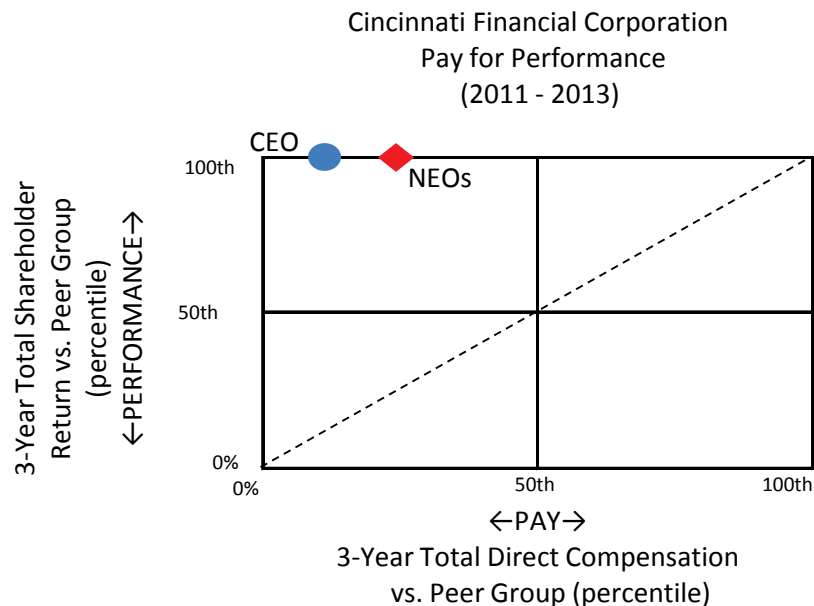 Cincinnati Financial Corporation
Pay for Performance
(2011 - 2013)
CEO
NEOs
100th
50th
0%
3-Year Total Shareholder
Return vs. Peer Group
(percentile)
←PERFORMANCE→
0%
50th
100th
←PAY→
3-Year Total Direct Compensation
vs. Peer Group (percentile)